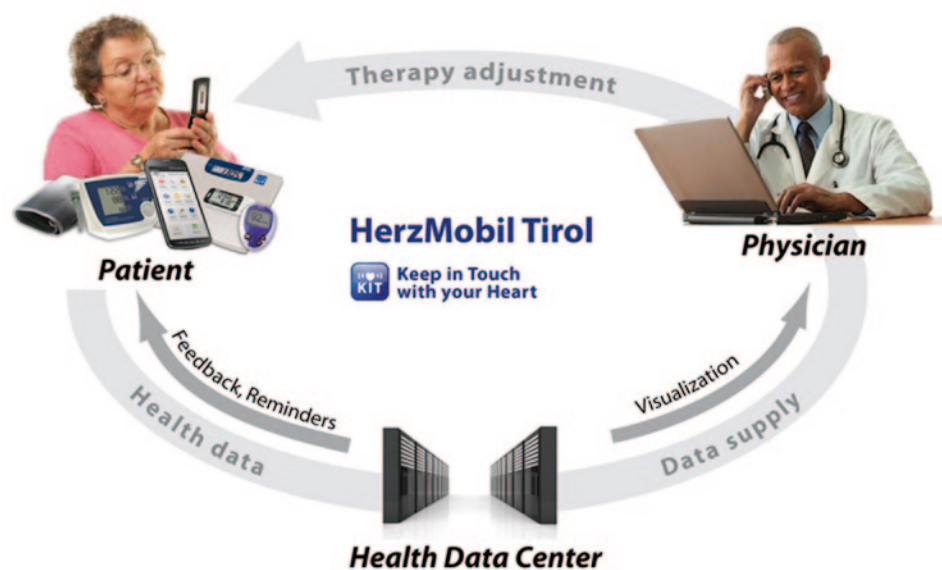 Therapy adjustment
HerzMobil Tirol
KIT
Keep in Touch
with your Heart
Patient
Physician
Feedback, Reminders
Visualization
Health data
Data supply
Health Data Center